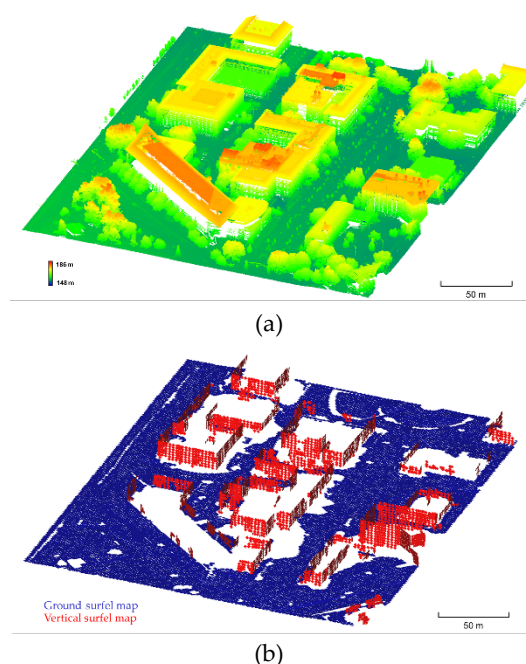 186 m
148 m
50 m
(a)
Ground surfel map
Vertical surfel map
50 m
(b)